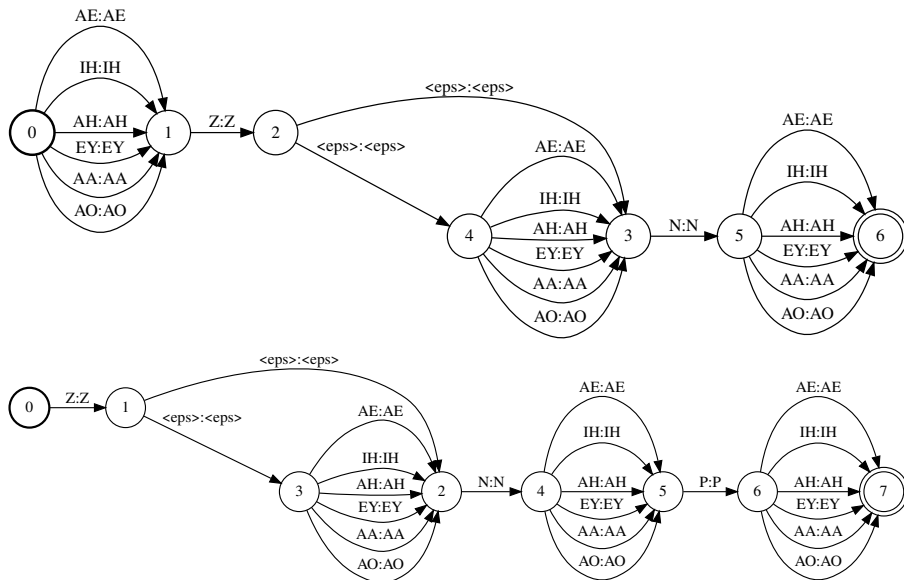 AE:AE
IH:IH
AH:AH
EY:EY
AA:AA
AO:AO
0
1
Z:Z
2
<eps>:<eps>
<eps>:<eps>
4
AE:AE
IH:IH
AH:AH
EY:EY
AA:AA
AO:AO
3
N:N
5
AE:AE
IH:IH
AH:AH
EY:EY
AA:AA
AO:AO
6
0
Z:Z
1
<eps>:<eps>
<eps>:<eps>
3
AE:AE
IH:IH
AH:AH
EY:EY
AA:AA
AO:AO
2
N:N
4
AE:AE
IH:IH
AH:AH
EY:EY
AA:AA
AO:AO
5
P:P
6
AE:AE
IH:IH
AH:AH
EY:EY
AA:AA
AO:AO
7